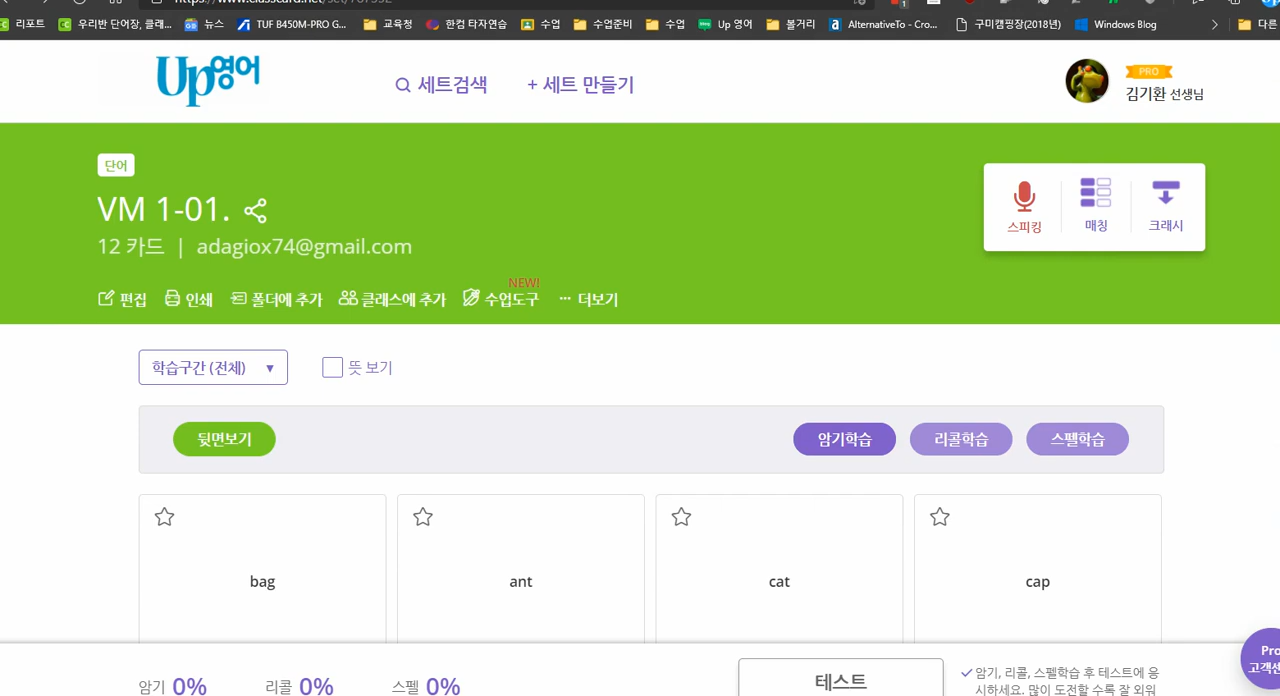 리포트 우리반 단어장, 클래... 뉴스 TUF B450M-PRO G... 교육청 한컴 타자연습 수업 수업준비 수업 Up 영어 볼거리 AlternativeTo - Cro... 구미캠핑장(2018년) Windows Blog 다른
Up영어
세트검색
+ 세트 만들기
PRO
김기환 선생님
단어
VM 1-01.
12 카드 | adagiox74@gmail.com
스피킹
매칭
크래시
NEW!
편집 인쇄 폴더에 추가 클래스에 추가 수업도구 ··· 더보기
학습구간 (전체) ▼
뜻 보기
뒷면보기
암기학습
리콜학습
스펠학습
bag
ant
cat
cap
암기 0%
리콜 0%
스펠 0%
테스트
암기, 리콜, 스펠학습 후 테스트에 응
시하세요. 많이 도전할 수록 잘 외워
Pro